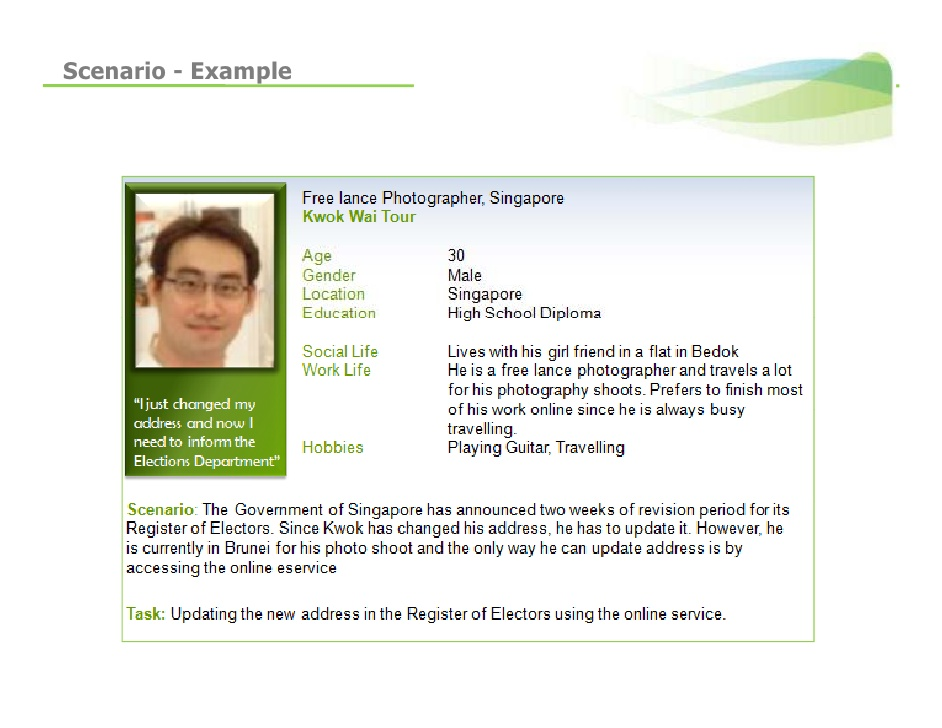 Scenario - Example
Free lance Photographer, Singapore
Kwok Wai Tour
Age 30
Gender Male
Location Singapore
Education High School Diploma
Social Life Lives with his girl friend in a flat in Bedok
Work Life He is a free lance photographer and travels a lot
for his photography shoots. Prefers to finish most
of his work online since he is always busy
travelling.
Hobbies Playing Guitar, Travelling
“I just changed my
address and now I
need to inform the
Elections Department”
Scenario: The Government of Singapore has announced two weeks of revision period for its
Register of Electors. Since Kwok has changed his address, he has to update it. However, he
is currently in Brunei for his photo shoot and the only way he can update address is by
accessing the online eservice
Task: Updating the new address in the Register of Electors using the online service.